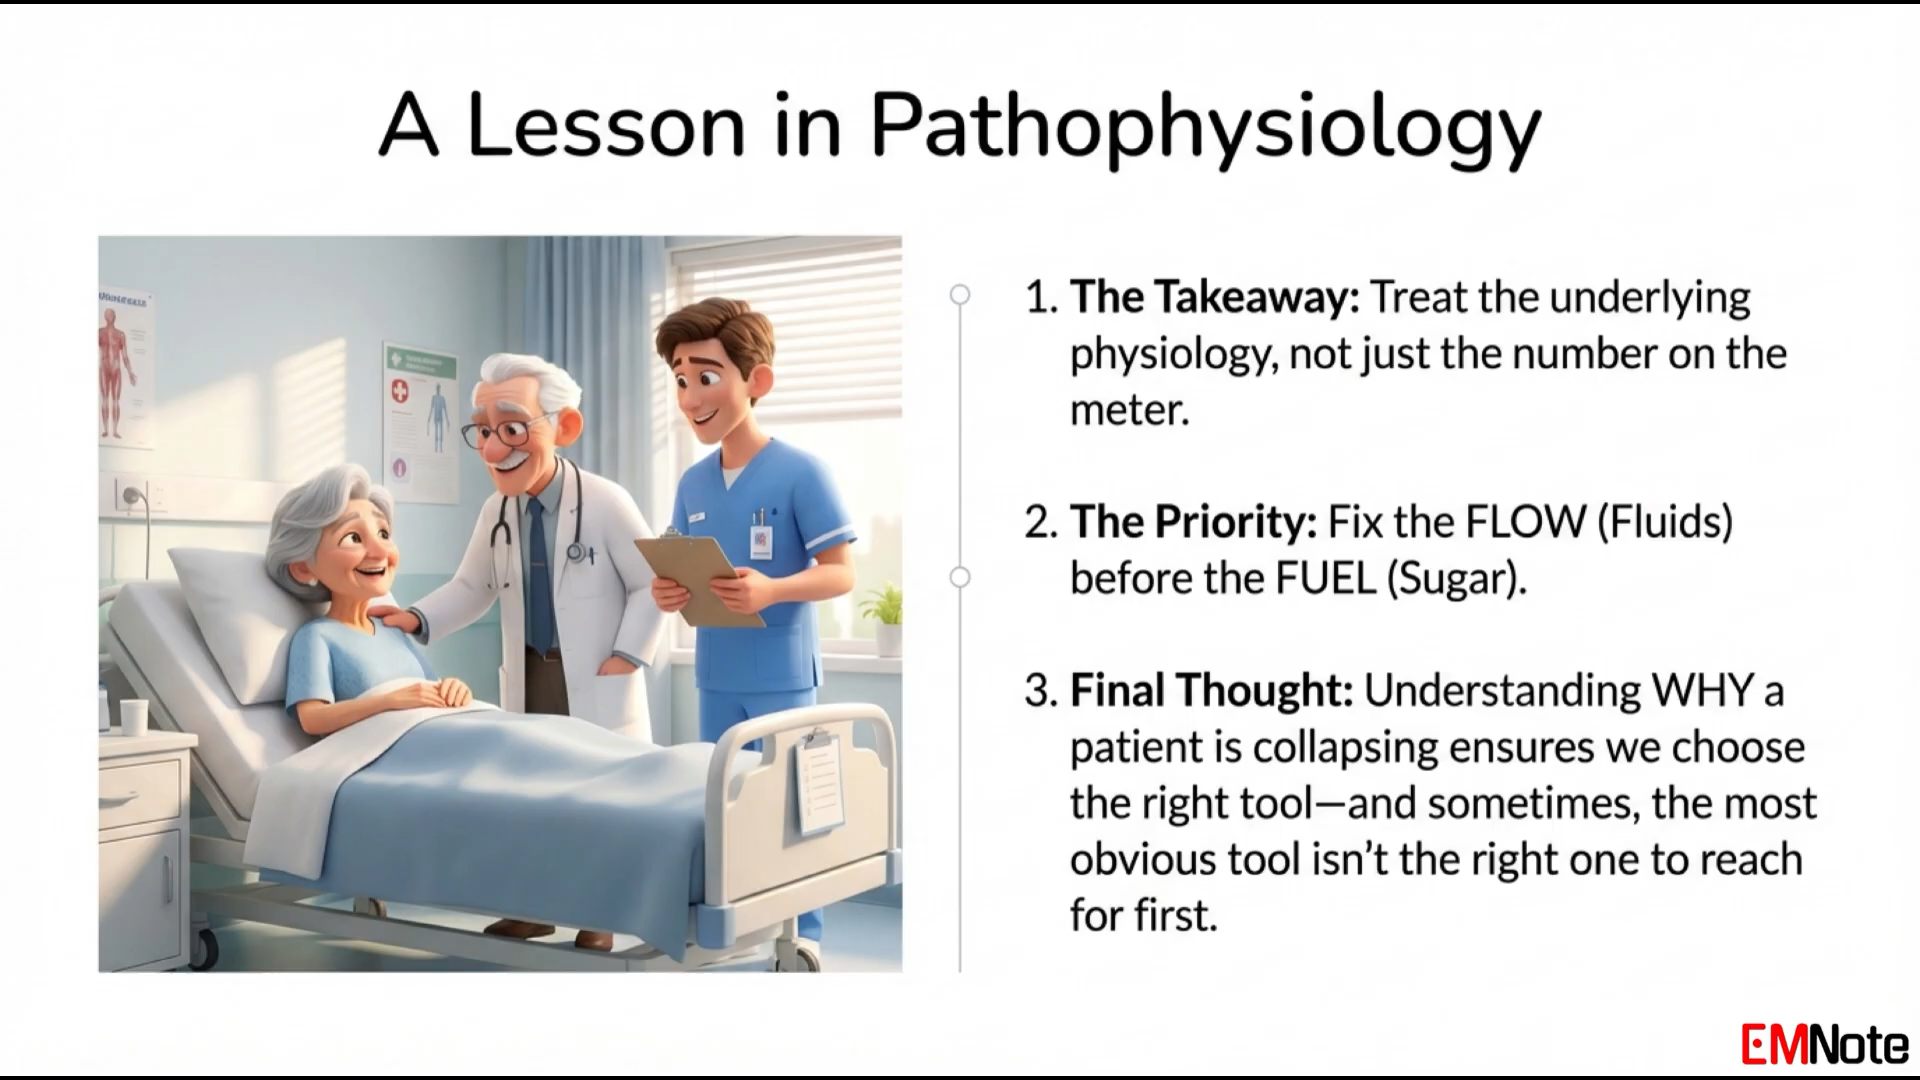 A Lesson in Pathophysiology
1. The Takeaway: Treat the underlying
physiology, not just the number on the
meter.
2. The Priority: Fix the FLOW (Fluids)
before the FUEL (Sugar).
3. Final Thought: Understanding WHY a
patient is collapsing ensures we choose
the right tool—and sometimes, the most
obvious tool isn’t the right one to reach
for first.
EMNote